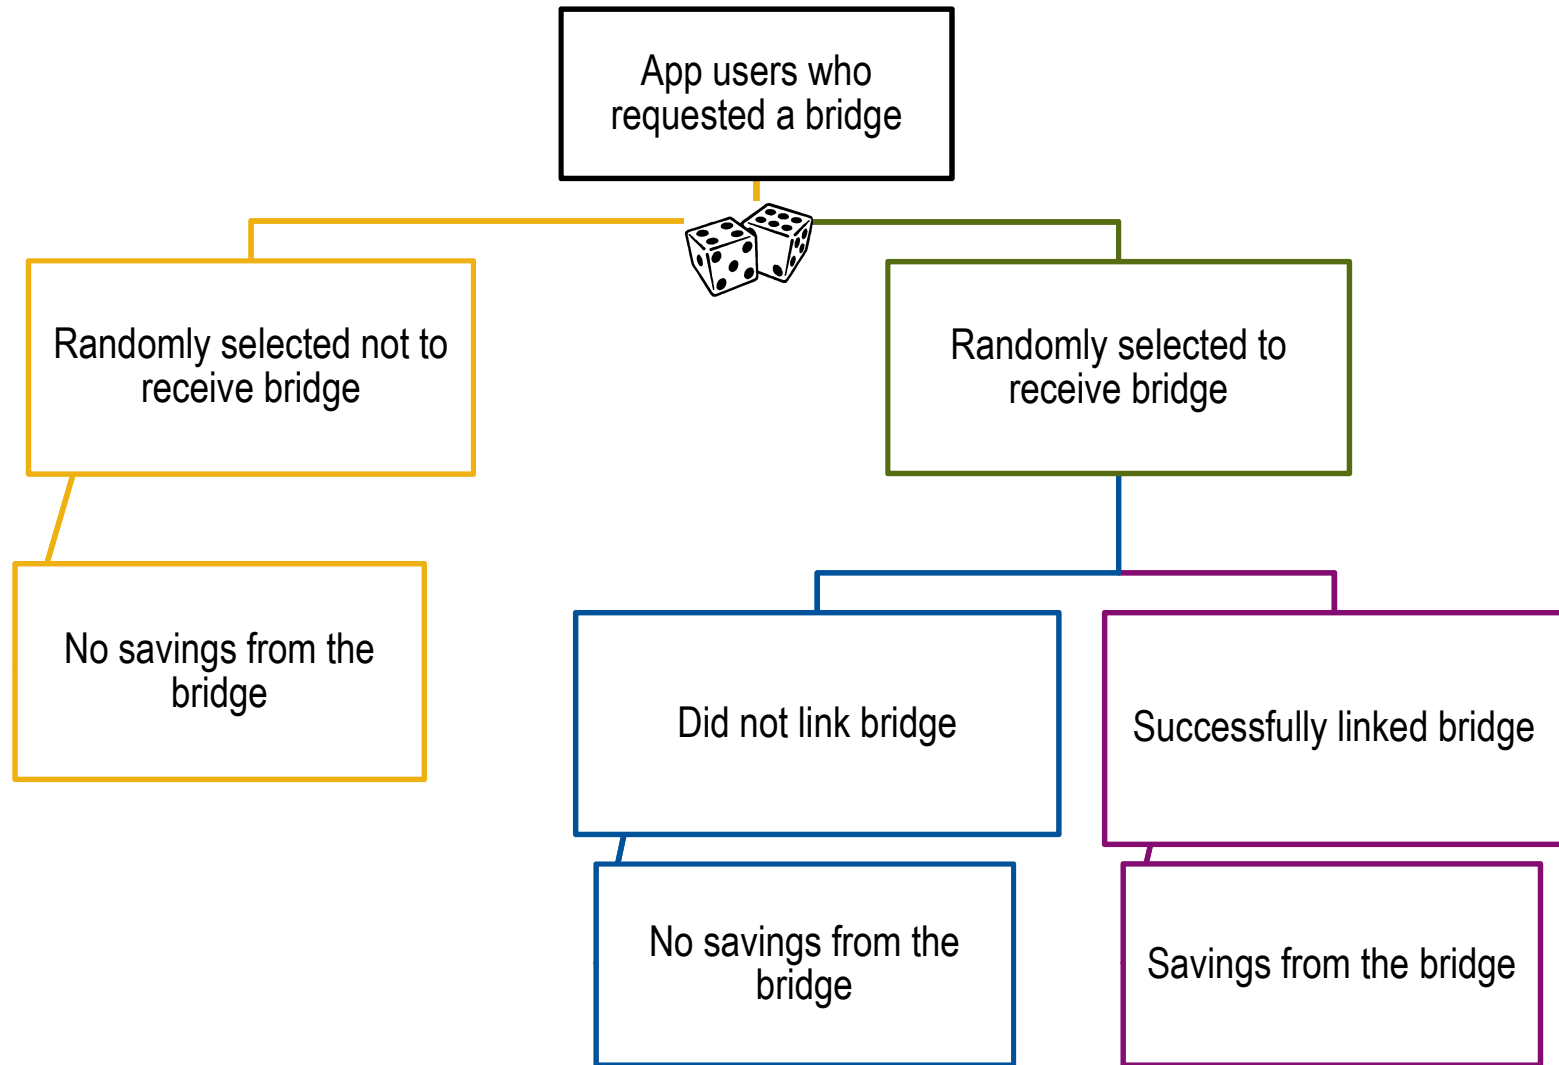 App users who
requested a bridge
Randomly selected not to
receive bridge
Randomly selected to
receive bridge
No savings from the
bridge
Did not link bridge
Successfully linked bridge
No savings from the
bridge
Savings from the bridge